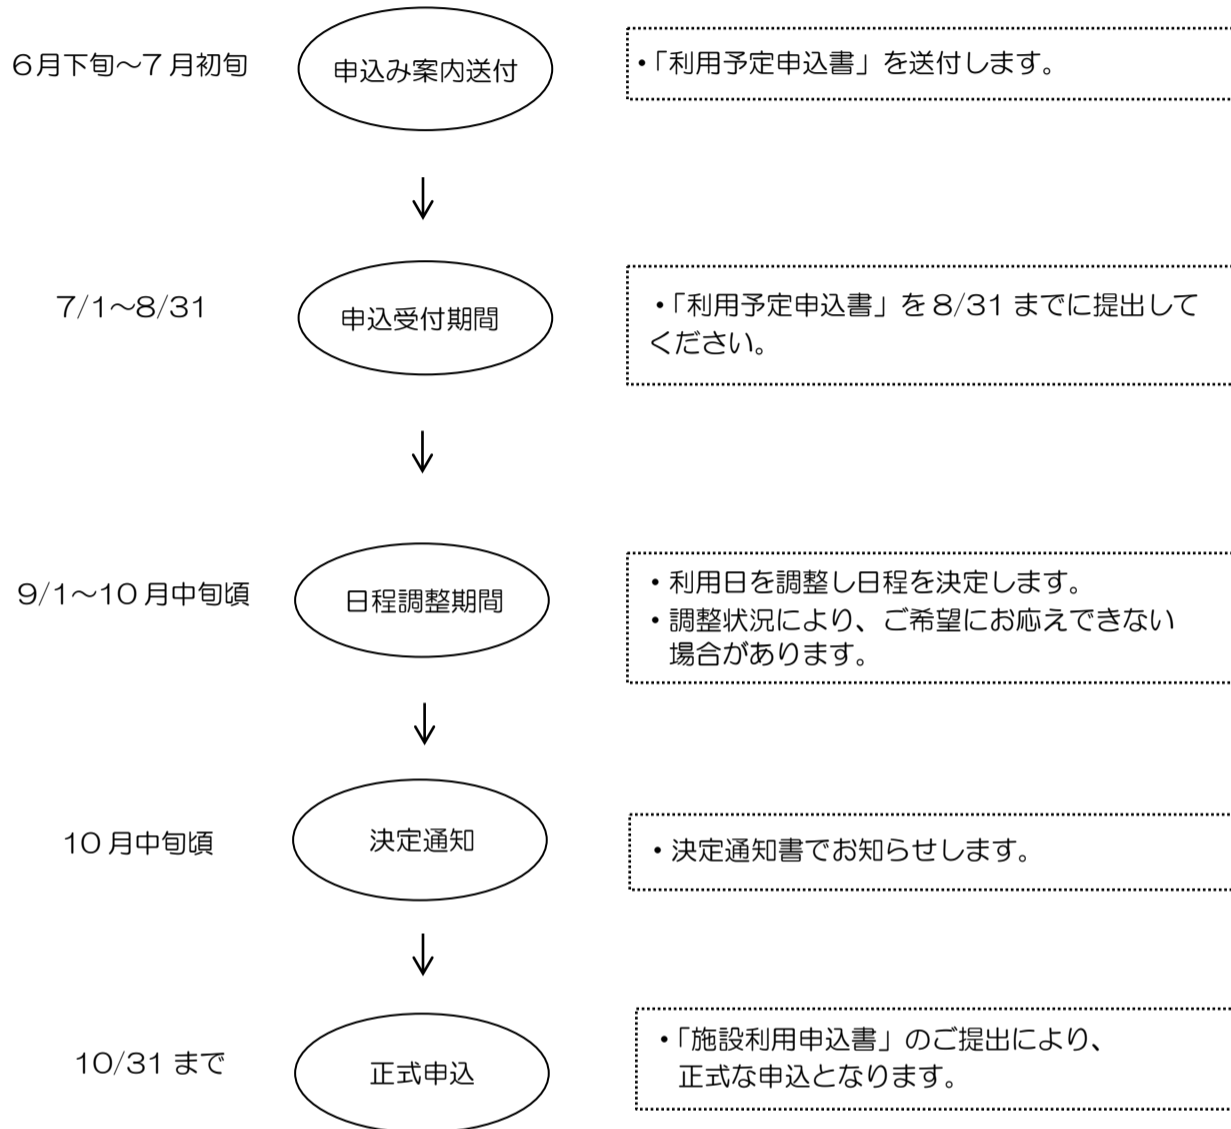 6月下旬～7月初旬
申込み案内送付
・「利用予定申込書」を送付します。
↓
7/1～8/31
申込受付期間
・「利用予定申込書」を8/31 までに提出して
ください。
↓
9/1～10月中旬頃
日程調整期間
・利用日を調整し日程を決定します。
・調整状況により、ご希望にお応えできない
場合があります。
↓
10月中旬頃
決定通知
・決定通知書でお知らせします。
↓
10/31 まで
正式申込
・「施設利用申込書」のご提出により、
正式な申込となります。